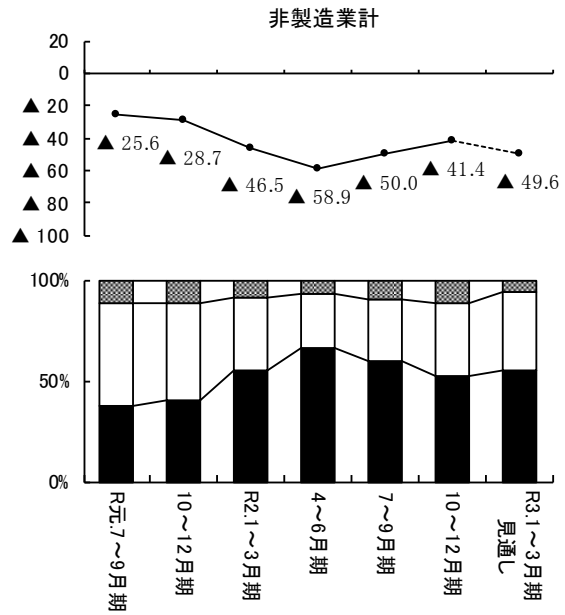 非製造業計
20
0
▲ 20
▲ 40
▲ 60
▲ 80
▲ 100
▲ 25.6
▲ 28.7
▲ 46.5
▲ 58.9
▲ 50.0
▲ 41.4
▲ 49.6
100%
50%
0%
R元.7～9月期
10～12月期
R2.1～3月期
4～6月期
7～9月期
10～12月期
R3.1～3月期
見通し